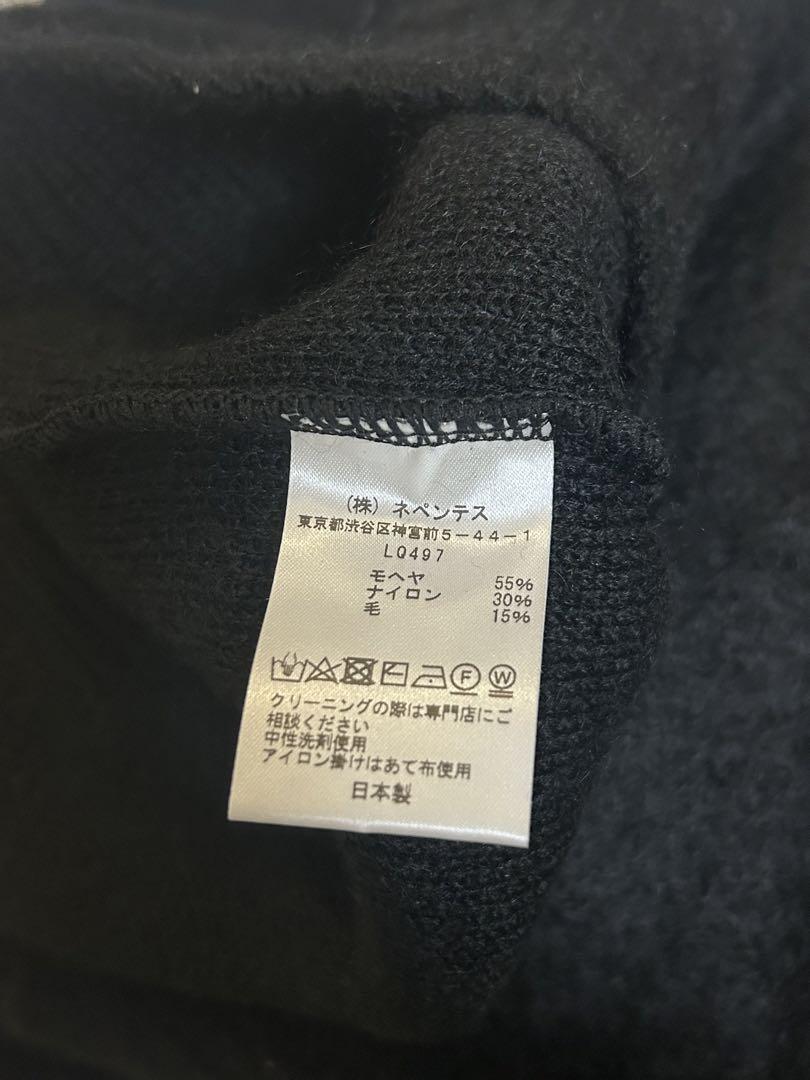 (株) ネペンテス
東京都渋谷区神宮前5-44-1
LQ497
モヘヤ 55%
ナイロン 30%
毛 15%
F W
クリーニングの際は専門店にご
相談ください
中性洗剤使用
アイロン掛けはあて布使用
日本製